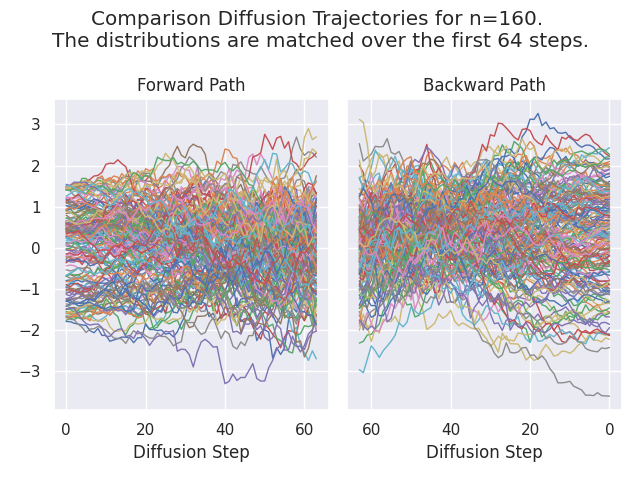 Comparison Diffusion Trajectories for n=160.
The distributions are matched over the first 64 steps.
Forward Path
Backward Path
3
2
1
0
−1
−2
−3
0 20 40 60
60 40 20 0
Diffusion Step
Diffusion Step